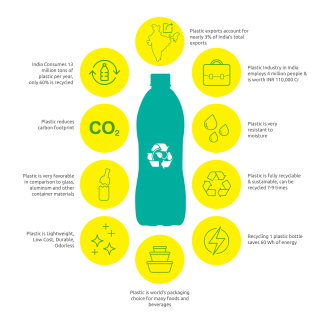 Plastic exports account for
nearly 3% of India's total
exports
India Consumes 13
million tons of
plastic per year,
only 60% is recycled
Plastic Industry in India
employs 4 million people &
is worth INR 110,000 Cr
Plastic reduces
carbon footprint
CO₂
Plastic is very
resistant to
moisture
Plastic is very favorable
in comparison to glass,
aluminum and other
container materials
Plastic is fully recyclable
& sustainable, can be
recycled 7-9 times
Plastic is Lightweight,
Low Cost, Durable,
Odorless
Recycling 1 plastic bottle
saves 60 Wh of energy
Plastic is world's packaging
choice for many foods and
beverages